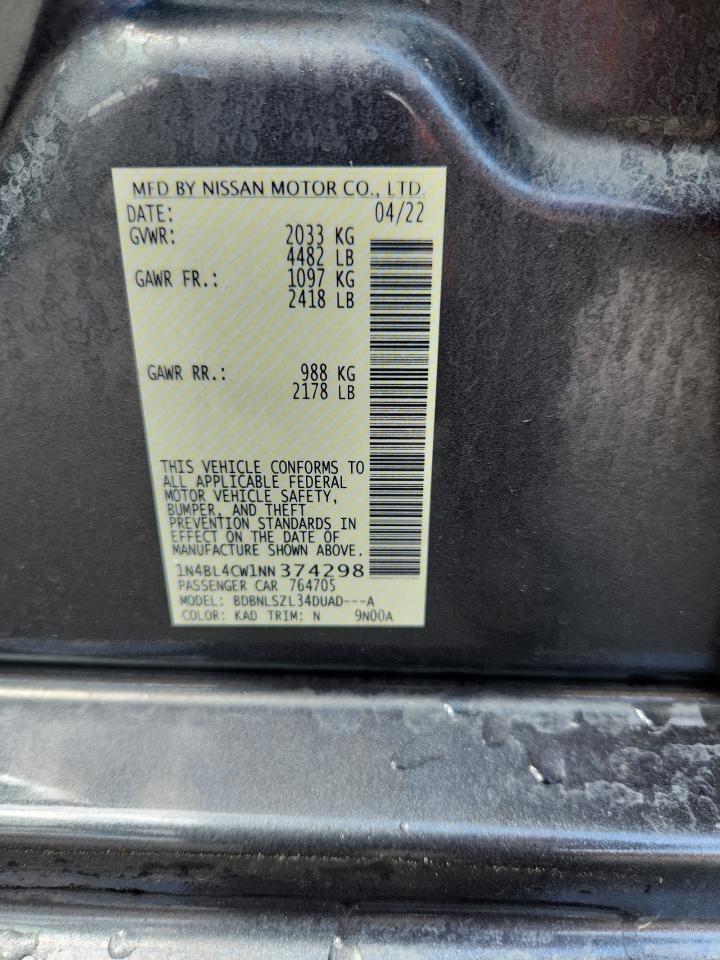 MFD BY NISSAN MOTOR CO., LTD.
DATE: 04/22
GVWR: 2033 KG
4482 LB
GAWR FR.: 1097 KG
2418 LB
GAWR RR.: 988 KG
2178 LB
THIS VEHICLE CONFORMS TO
ALL APPLICABLE FEDERAL
MOTOR VEHICLE SAFETY,
BUMPER, AND THEFT
PREVENTION STANDARDS IN
EFFECT ON THE DATE OF
MANUFACTURE SHOWN ABOVE.
1N4BL4CW1NN374298
PASSENGER CAR 764705
MODEL: BDBNLSZL34DUAD---A
COLOR: KAD TRIM: N 9N00A